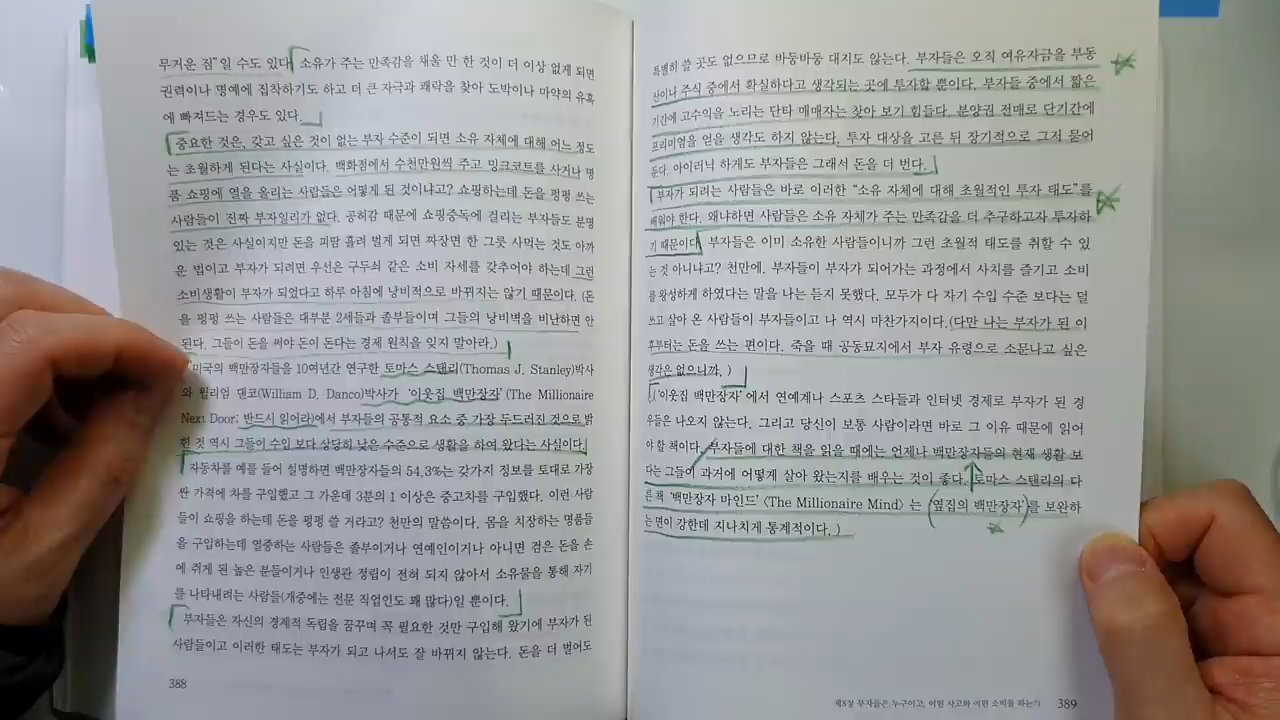 무거운 짐"일 수도 있다. 소유가 주는 만족감을 채울 만 한 것이 더 이상 없게 되면
권력이나 명예에 집착하기도 하고 더 큰 자극과 쾌락을 찾아 도박이나 마약의 유혹
에 빠져드는 경우도 있다.
중요한 것은, 갖고 싶은 것이 없는 부자 수준이 되면 소유 자체에 대해 어느 정도
는 초월하게 된다는 사실이다. 백화점에서 수천만원씩 주고 밍크코트를 사거나 명
품 쇼핑에 열을 올리는 사람들은 어떻게 된 것이냐고? 쇼핑하는데 돈을 펑펑 쓰는
사람들이 진짜 부자일리가 없다. 공허감 때문에 쇼핑중독에 걸리는 부자들도 분명
있는 것은 사실이지만 돈을 피땀 흘려 벌게 되면 짜장면 한 그릇 사먹는 것도 아까
운 법이고 부자가 되려면 우선은 구두쇠 같은 소비 자세를 갖추어야 하는데 그런
소비생활이 부자가 되었다고 하루 아침에 낭비적으로 바뀌지는 않기 때문이다. (돈
을 펑펑 쓰는 사람들은 대부분 2세들과 졸부들이며 그들의 낭비벽을 비난하면 안
된다. 그들이 돈을 써야 돈이 돈다는 경제 원칙을 잊지 말아라.)
미국의 백만장자들을 10여년간 연구한 토마스 스탠리(Thomas J. Stanley)박사
와 윌리엄 댄코(William D. Danco)박사가 '이웃집 백만장자'(The Millionaire
Next Door; 반드시 읽어라)에서 부자들의 공통적 요소 중 가장 두드러진 것으로 밝
힌 것 역시 그들이 수입 보다 상당히 낮은 수준으로 생활을 하여 왔다는 사실이다.
자동차를 예를 들어 설명하면 백만장자들의 54.3%는 갖가지 정보를 토대로 가장
싼 가격에 차를 구입했고 그 가운데 3분의 1 이상은 중고차를 구입했다. 이런 사람
들이 쇼핑을 하는데 돈을 펑펑 쓸 거라고? 천만의 말씀이다. 몸을 치장하는 명품들
을 구입하는데 열중하는 사람들은 졸부이거나 연예인이거나 아니면 검은 돈을 손
에 쥐게 된 높은 분들이거나 인생관 정립이 전혀 되지 않아서 소유물을 통해 자기
를 나타내려는 사람들(개중에는 전문 직업인도 꽤 많다)일 뿐이다.
부자들은 자신의 경제적 독립을 꿈꾸며 꼭 필요한 것만 구입해 왔기에 부자가 된
사람들이고 이러한 태도는 부자가 되고 나서도 잘 바뀌지 않는다. 돈을 더 벌어도
388
특별히 쓸 곳도 없으므로 바둥바둥 대지도 않는다. 부자들은 오직 여유자금을 부동
산이나 주식 중에서 확실하다고 생각되는 곳에 투자할 뿐이다. 부자들 중에서 짧은
기간에 고수익을 노리는 단타 매매자는 찾아 보기 힘들다. 분양권 전매로 단기간에
프리미엄을 얻을 생각도 하지 않는다. 투자 대상을 고른 뒤 장기적으로 그저 묻어
둔다. 아이러닉 하게도 부자들은 그래서 돈을 더 번다.
부자가 되려는 사람들은 바로 이러한 "소유 자체에 대해 초월적인 투자 태도"를
배워야 한다. 왜냐하면 사람들은 소유 자체가 주는 만족감을 더 추구하고자 투자하
기 때문이다. 부자들은 이미 소유한 사람들이니까 그런 초월적 태도를 취할 수 있
는 것 아니냐고? 천만에. 부자들이 부자가 되어가는 과정에서 사치를 즐기고 소비
를 왕성하게 하였다는 말을 나는 듣지 못했다. 모두가 다 자기 수입 수준 보다는 덜
쓰고 살아 온 사람들이 부자들이고 나 역시 마찬가지이다.(다만 나는 부자가 된 이
후부터는 돈을 쓰는 편이다. 죽을 때 공동묘지에서 부자 유령으로 소문나고 싶은
생각은 없으니까. )
('이웃집 백만장자' 에서 연예계나 스포츠 스타들과 인터넷 경제로 부자가 된 경
우들은 나오지 않는다. 그리고 당신이 보통 사람이라면 바로 그 이유 때문에 읽어
야 할 책이다. 부자들에 대한 책을 읽을 때에는 언제나 백만장자들의 현재 생활 보
다는 그들이 과거에 어떻게 살아 왔는지를 배우는 것이 좋다. 토마스 스탠리의 다
른 책 '백만장자 마인드' 〈The Millionaire Mind〉는 '옆집의 백만장자'를 보완하
는 면이 강한데 지나치게 통계적이다. )
제8장 부자들은 누구이고, 어떤 사고와 어떤 소비를 하는가 389